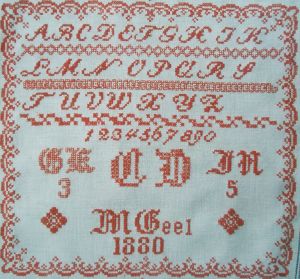 ABCDEFGHIK
LMNOPQRS
TUVWXYZ
1234567890
GK CD IN
3 5
M Geel
1880